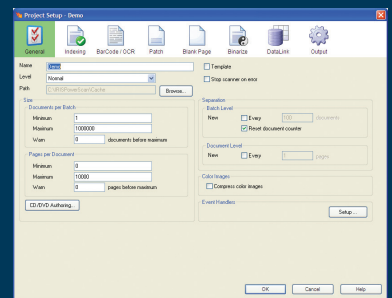 Project Setup - Demo
General
Indexing
BarCode / OCR
Patch
Blank Page
Binarize
DataLink
Output
Name
Demo
Template
Level
Normal
Stop scanner on error
Path
Browse...
Size
Documents per Batch
Minimum
1
Maximum
1000000
Warn
0
documents before maximum
Pages per Document
Minimum
0
Maximum
10000
Warn
0
pages before maximum
CD/DVD Authoring...
Separation
Batch Level
New
Every
100
documents
Reset document counter
Document Level
New
Every
pages
Color Images
Compress color images
Event Handlers
Setup...
OK
Cancel
Help